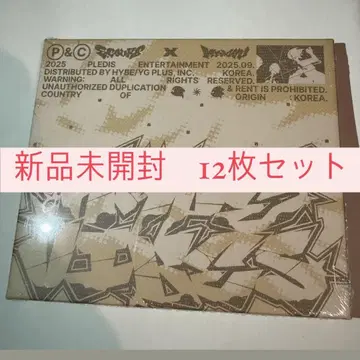 Ⓟ&Ⓒ X
2025 PLEDIS ENTERTAINMENT 2025.09.
DISTRIBUTED BY HYBE/YG PLUS, INC. KOREA.
WARNING: ALL RIGHTS RESERVED.
UNAUTHORIZED DUPLICATION & RENT IS PROHIBITED.
COUNTRY OF ORIGIN KOREA.
新品未開封 12枚セット